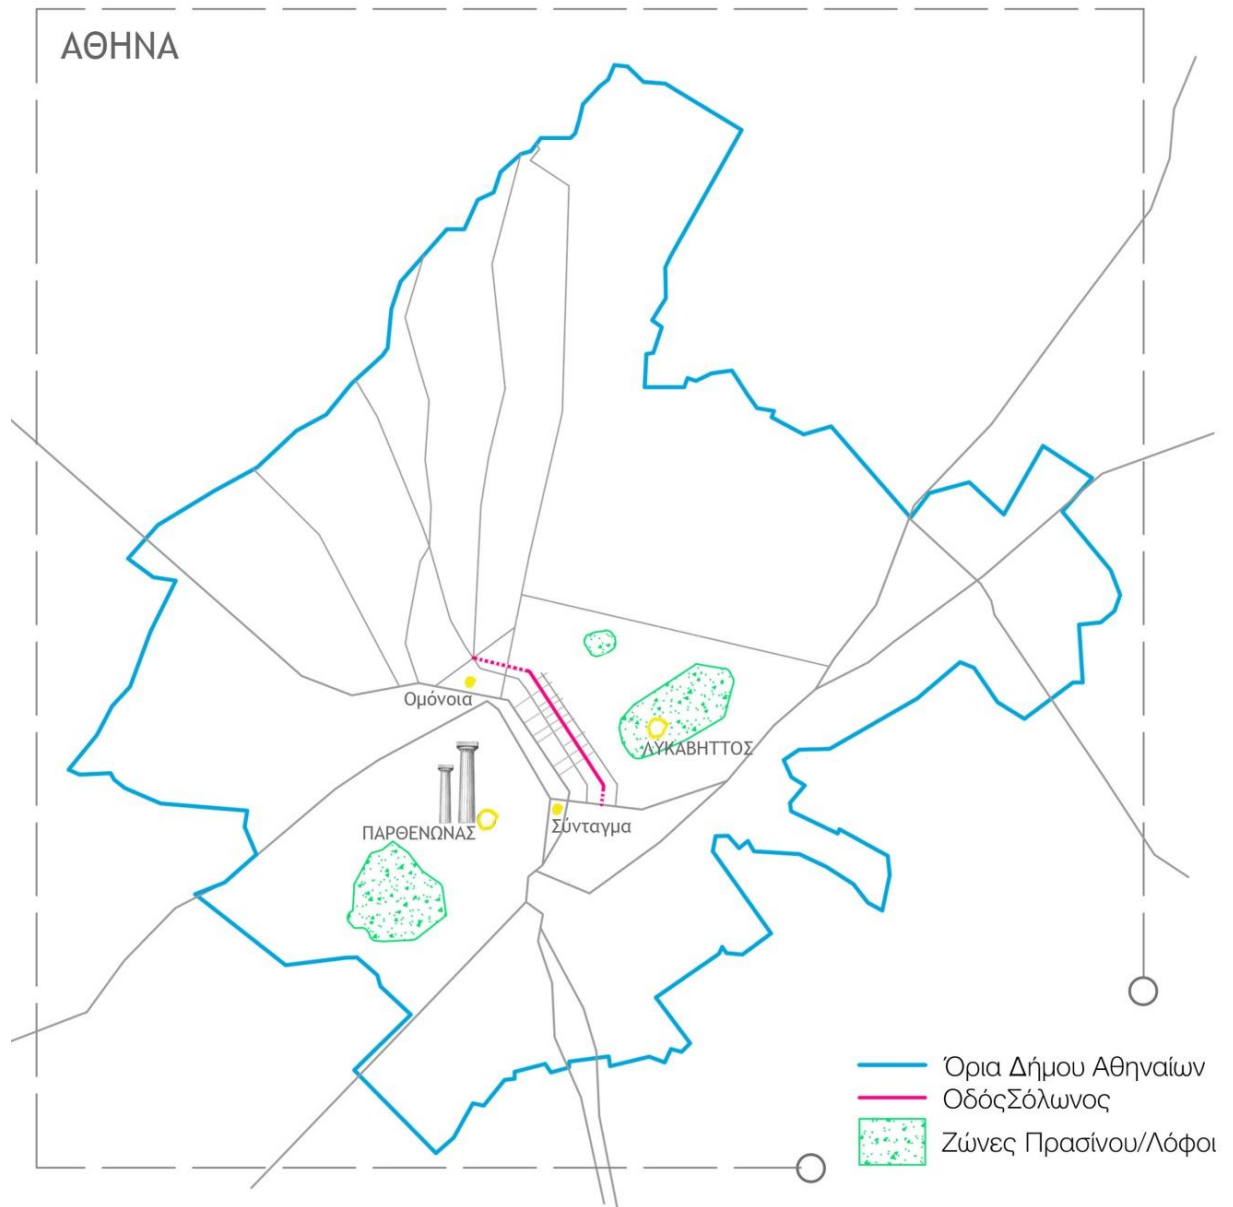 ΑΘΗΝΑ
Ομόνοια
ΛΥΚΑΒΗΤΤΟΣ
ΠΑΡΘΕΝΩΝΑΣ
Σύνταγμα
Όρια Δήμου Αθηναίων
ΟδόςΣόλωνος
Ζώνες Πρασίνου/Λόφοι